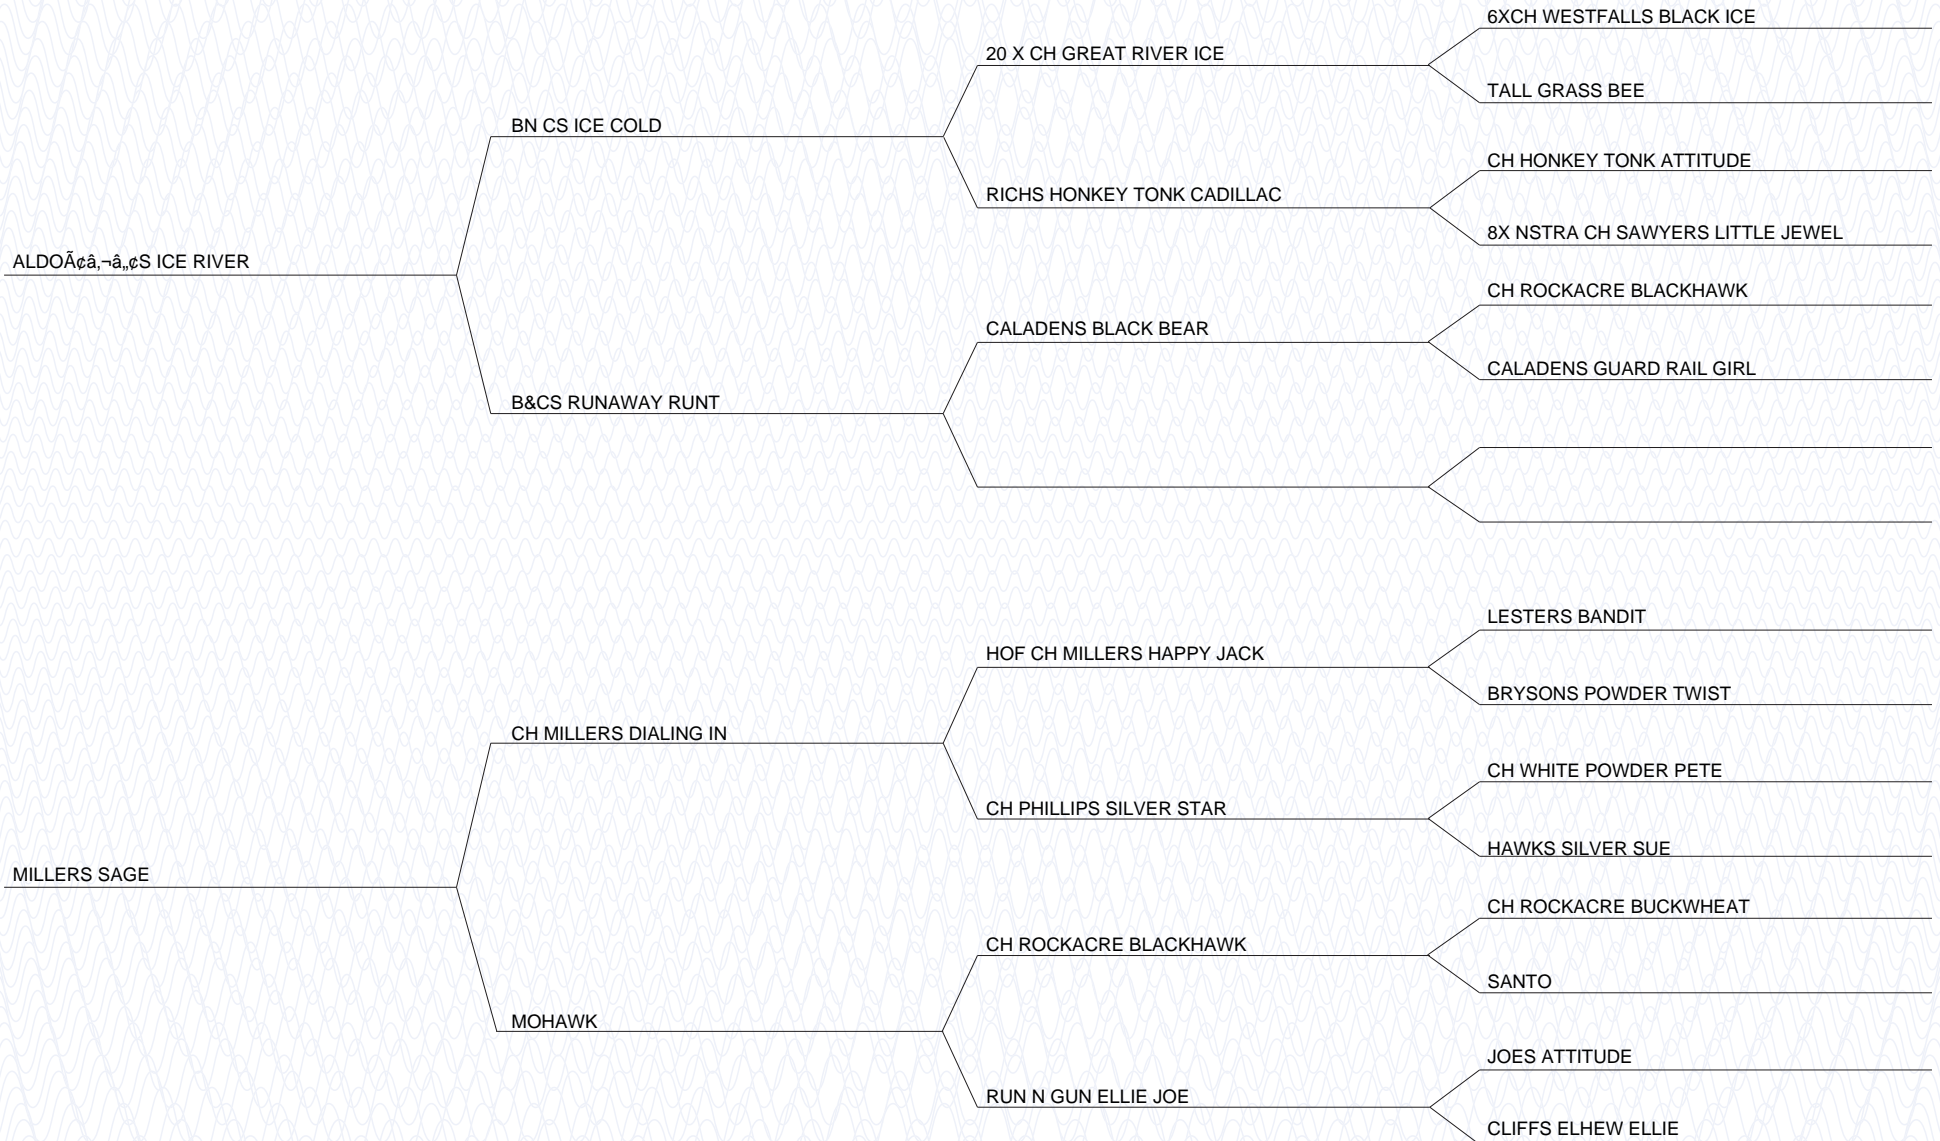 6XCH WESTFALLS BLACK ICE
20 X CH GREAT RIVER ICE
TALL GRASS BEE
BN CS ICE COLD
CH HONKEY TONK ATTITUDE
RICHS HONKEY TONK CADILLAC
8X NSTRA CH SAWYERS LITTLE JEWEL
ALDOÃ¢â‚¬â„¢S ICE RIVER
CH ROCKACRE BLACKHAWK
CALADENS BLACK BEAR
CALADENS GUARD RAIL GIRL
B&CS RUNAWAY RUNT
LESTERS BANDIT
HOF CH MILLERS HAPPY JACK
BRYSONS POWDER TWIST
CH MILLERS DIALING IN
CH WHITE POWDER PETE
CH PHILLIPS SILVER STAR
HAWKS SILVER SUE
MILLERS SAGE
CH ROCKACRE BUCKWHEAT
CH ROCKACRE BLACKHAWK
SANTO
MOHAWK
JOES ATTITUDE
RUN N GUN ELLIE JOE
CLIFFS ELHEW ELLIE